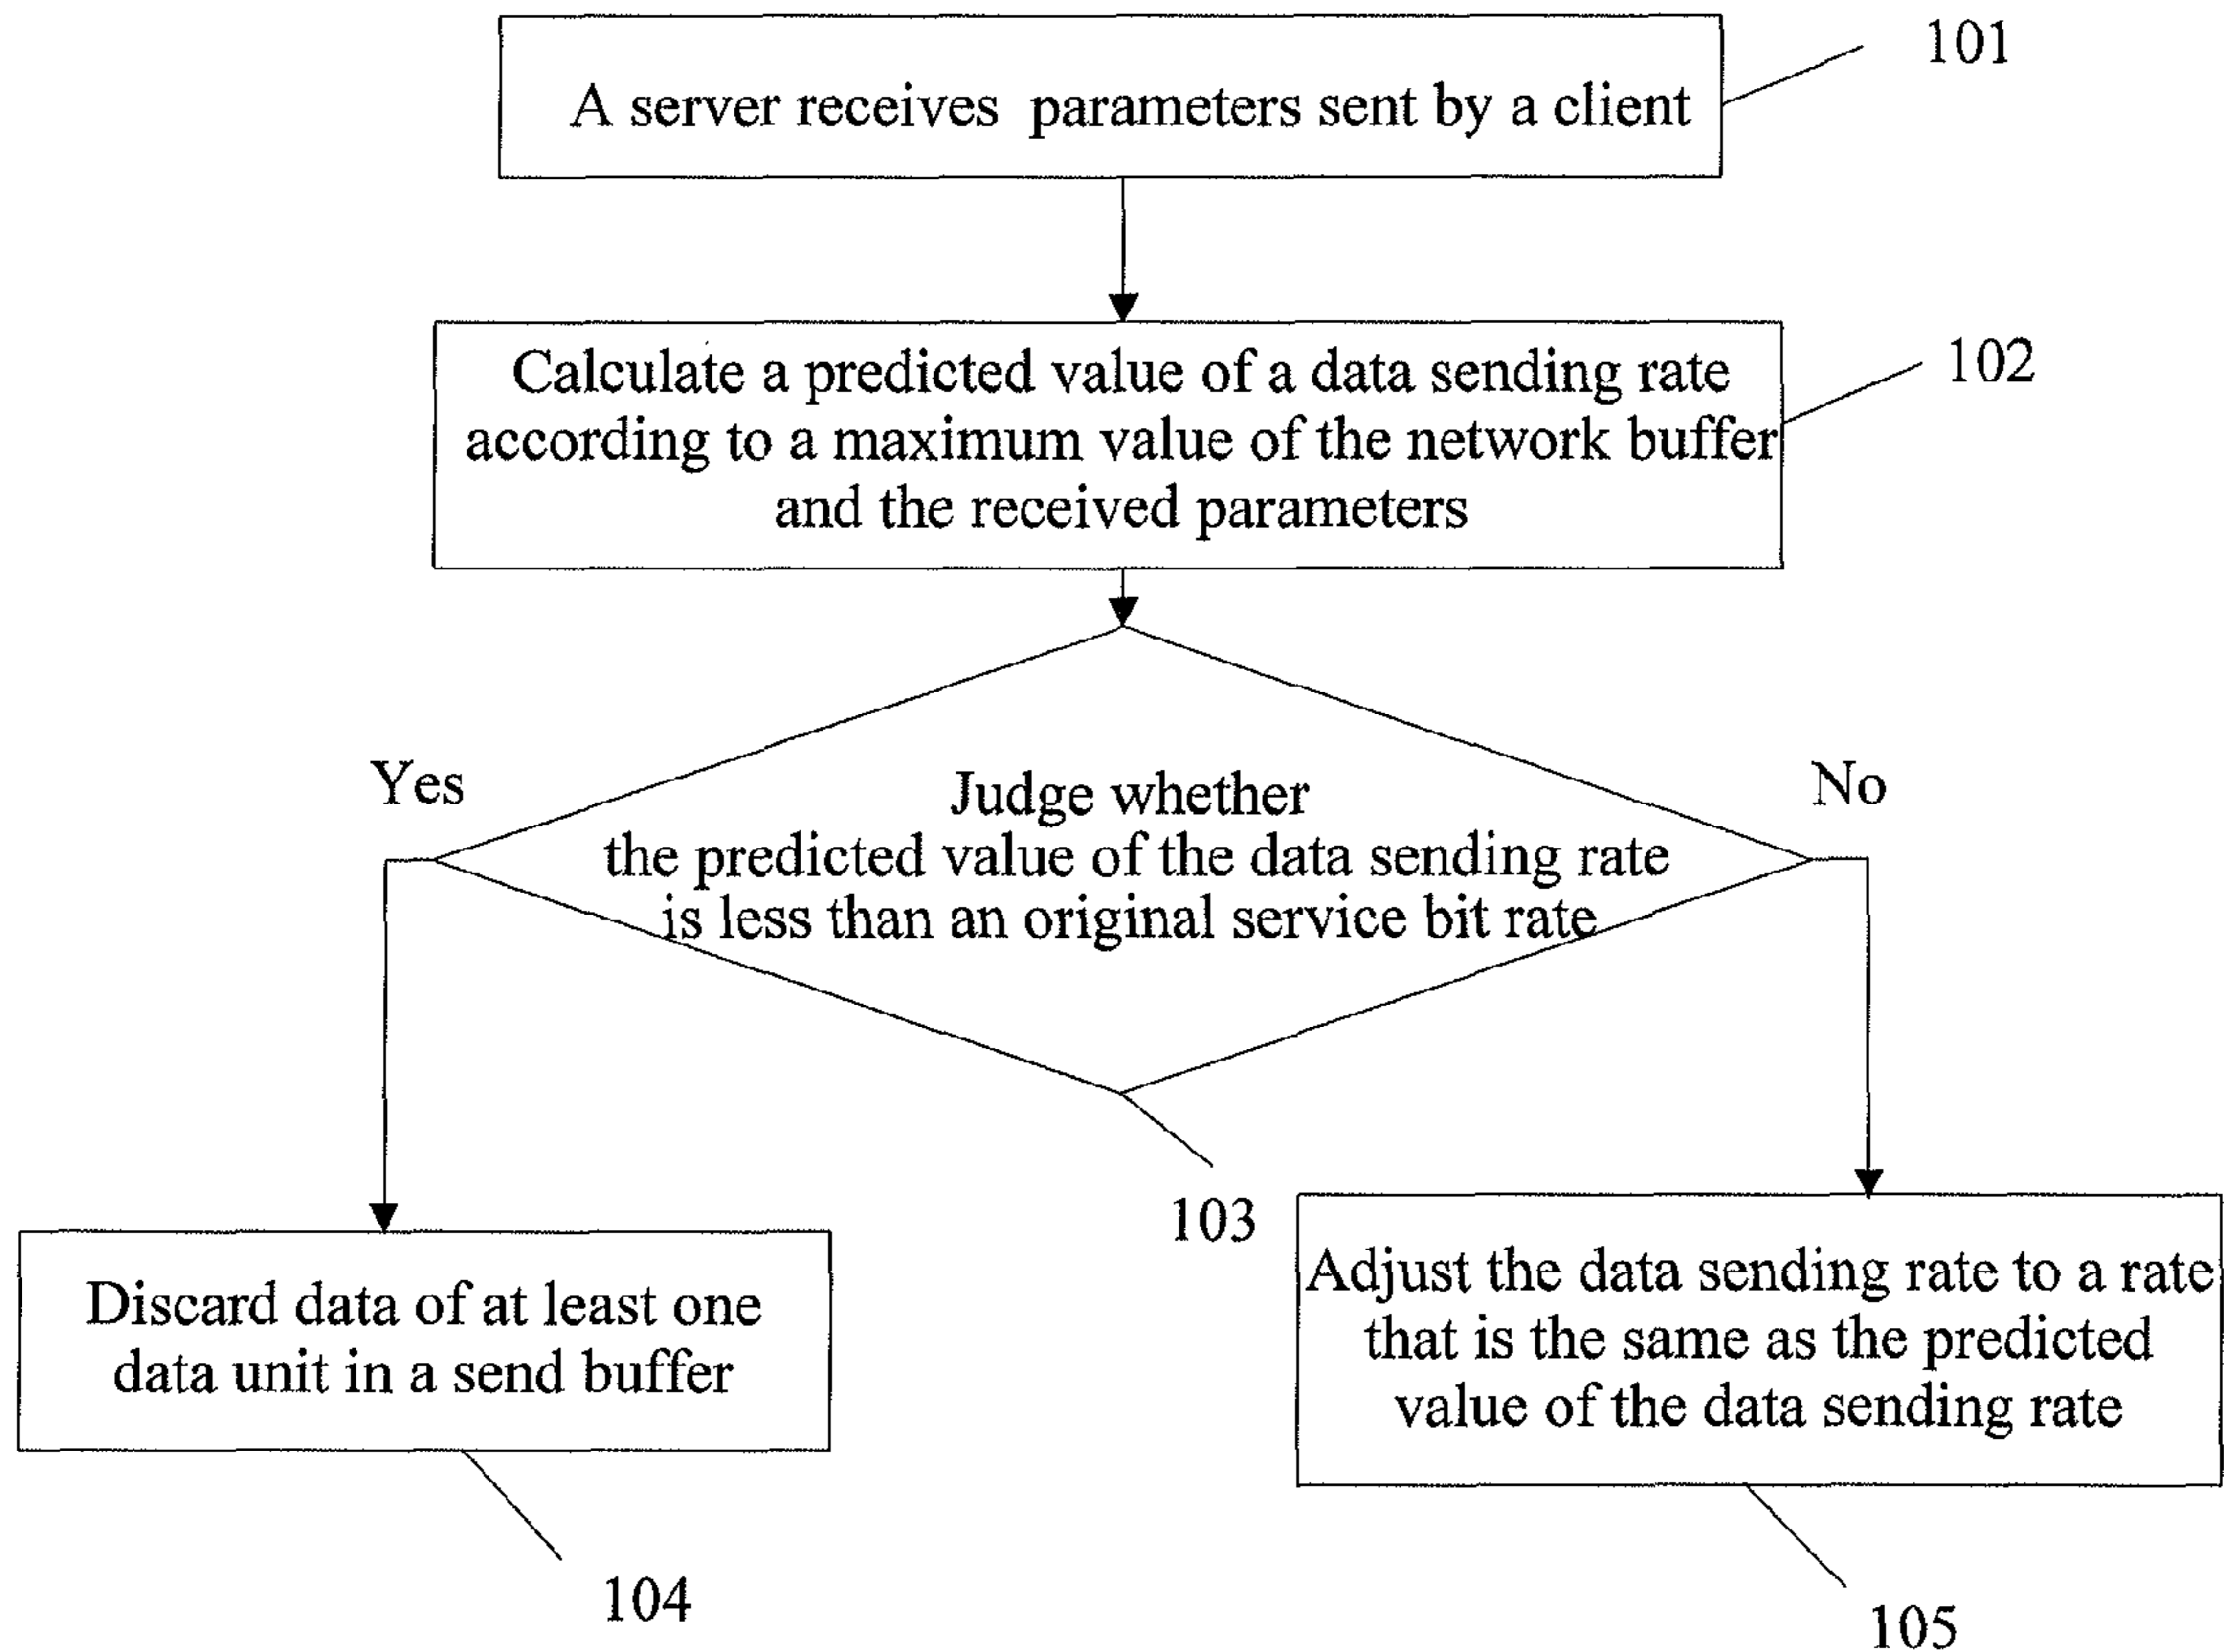 101
A server receives parameters sent by a client
102
Calculate a predicted value of a data sending rate
according to a maximum value of the network buffer
and the received parameters
Yes
No
Judge whether
the predicted value of the data sending rate
is less than an original service bit rate
103
Discard data of at least one
data unit in a send buffer
Adjust the data sending rate to a rate
that is the same as the predicted
value of the data sending rate
104
105